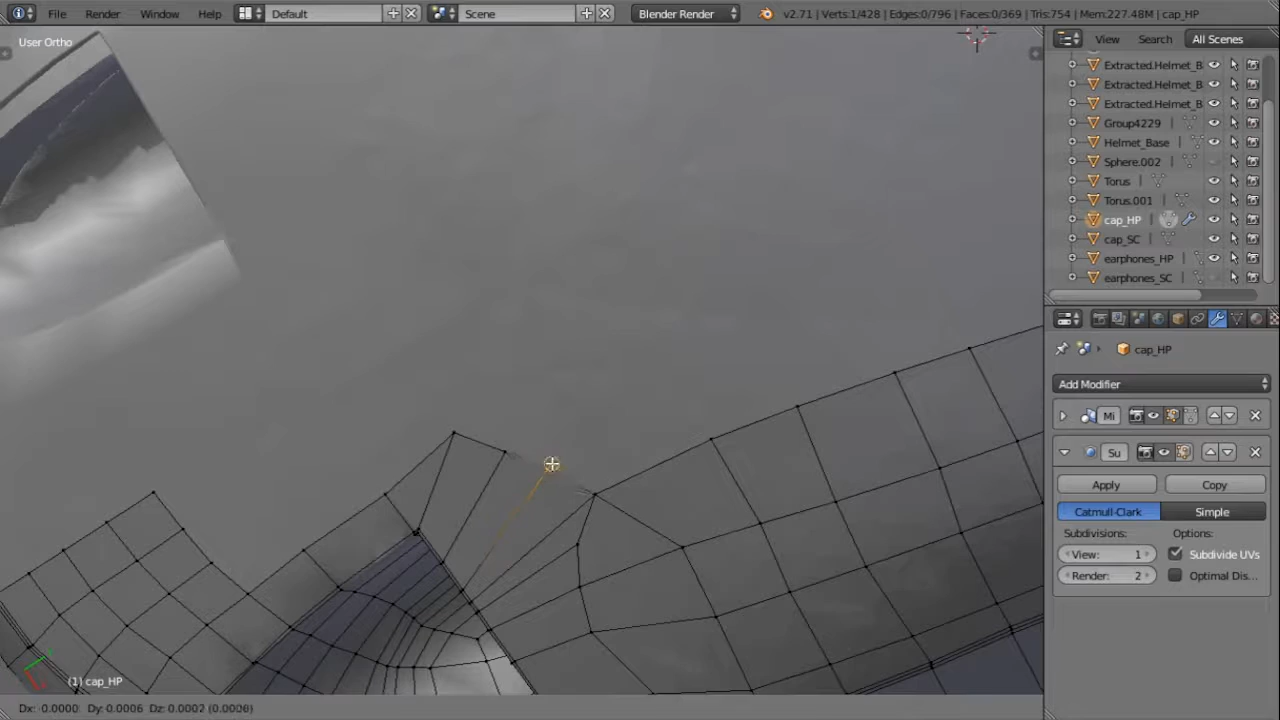 File Render Window Help Default Scene Blender Render v2.71 | Verts:1/428 | Edges:0/796 | Faces:0/369 | Tris:754 | Mem:227.48M | cap_HP
User Ortho
View Search All Scenes
Extracted.Helmet_B
Extracted.Helmet_B
Extracted.Helmet_B
Group4229
Helmet_Base
Sphere.002
Torus
Torus.001
cap_HP
cap_SC
earphones_HP
earphones_SC
cap_HP
Add Modifier
Mi
Su
Apply Copy
Catmull-Clark Simple
Subdivisions: Options:
View: 1 Subdivide UVs
Render: 2 Optimal Dis...
(1) cap_HP
Dx: -0.0000 Dy: 0.0006 Dz: 0.0002 (0.0006)